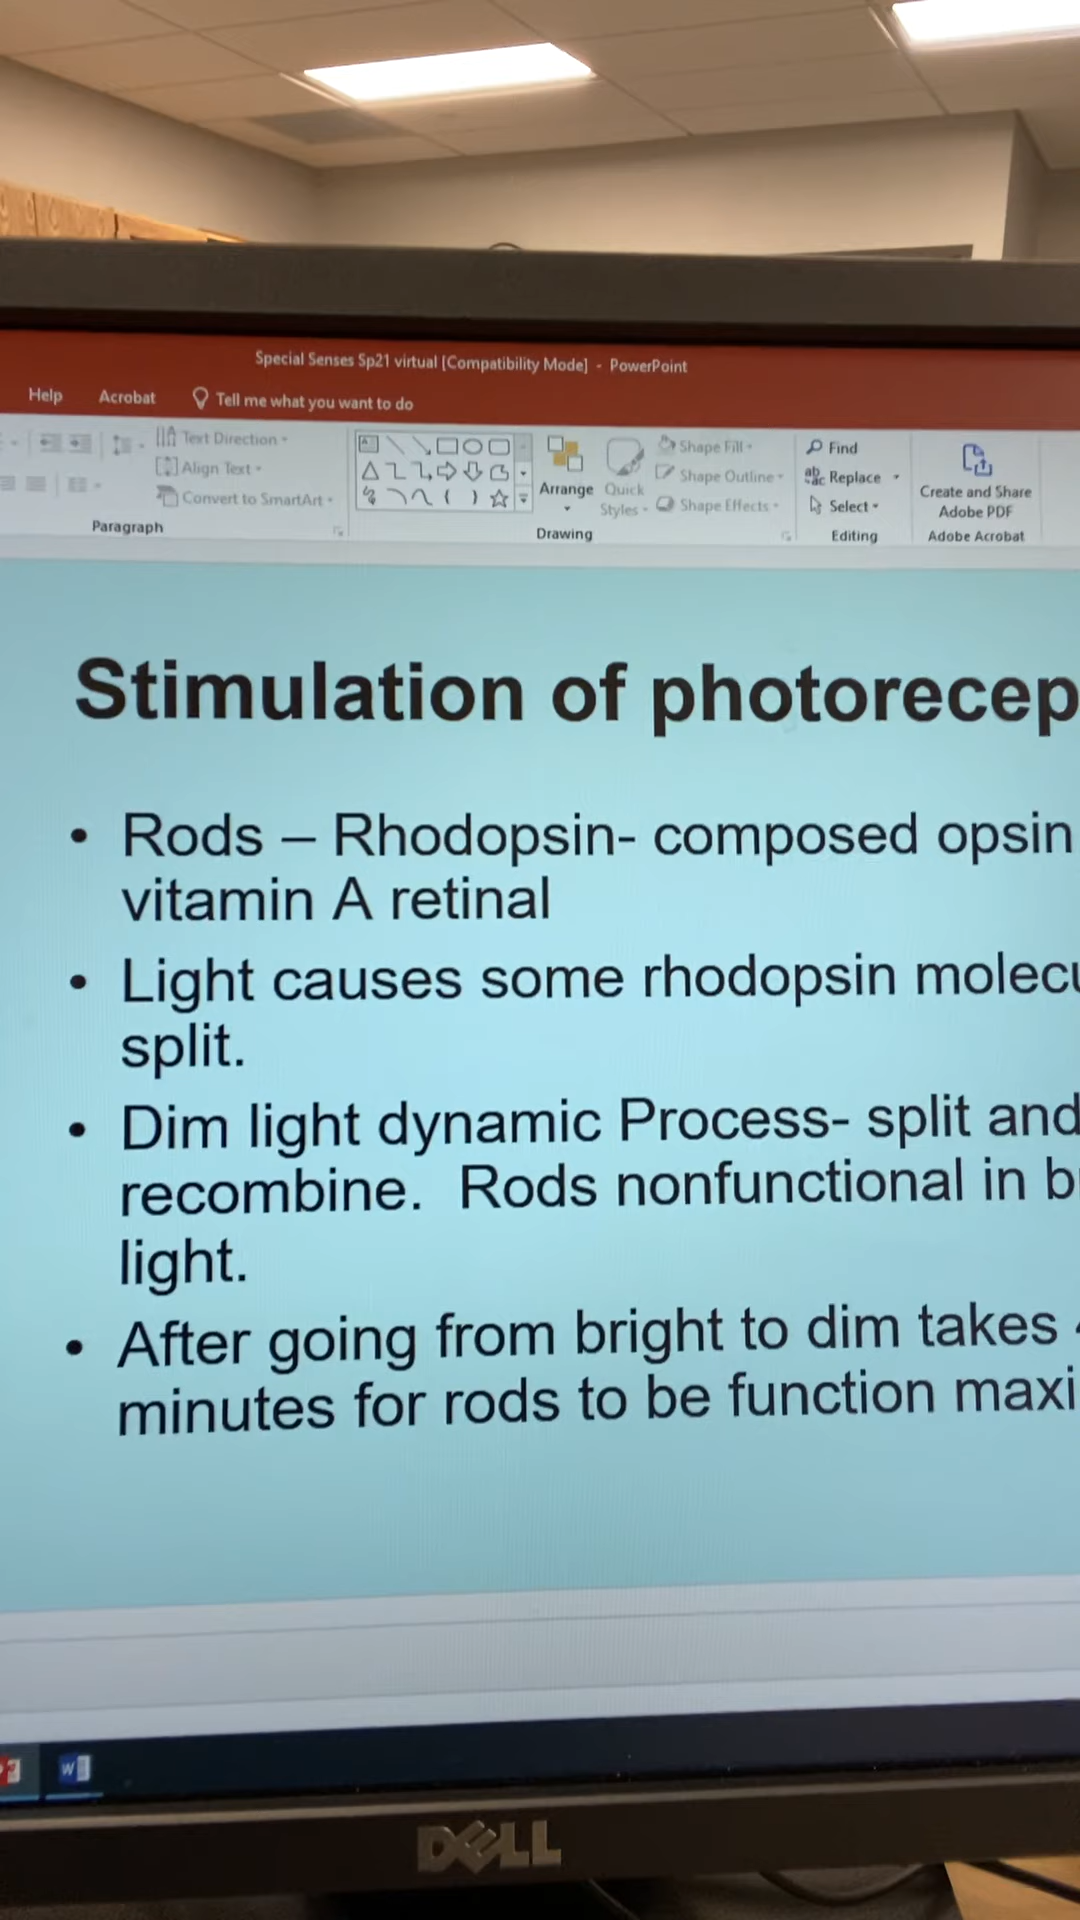 Special Senses Sp21 virtual [Compatibility Mode] - PowerPoint
Help Acrobat Tell me what you want to do
Text Direction
Align Text
Convert to SmartArt
Paragraph
Arrange
Quick Styles
Shape Fill
Shape Outline
Shape Effects
Drawing
Find
Replace
Select
Editing
Create and Share
Adobe PDF
Adobe Acrobat
Stimulation of photorecep
• Rods – Rhodopsin- composed opsin
vitamin A retinal
• Light causes some rhodopsin molecu
split.
• Dim light dynamic Process- split and
recombine. Rods nonfunctional in b
light.
• After going from bright to dim takes
minutes for rods to be function maxi
DELL